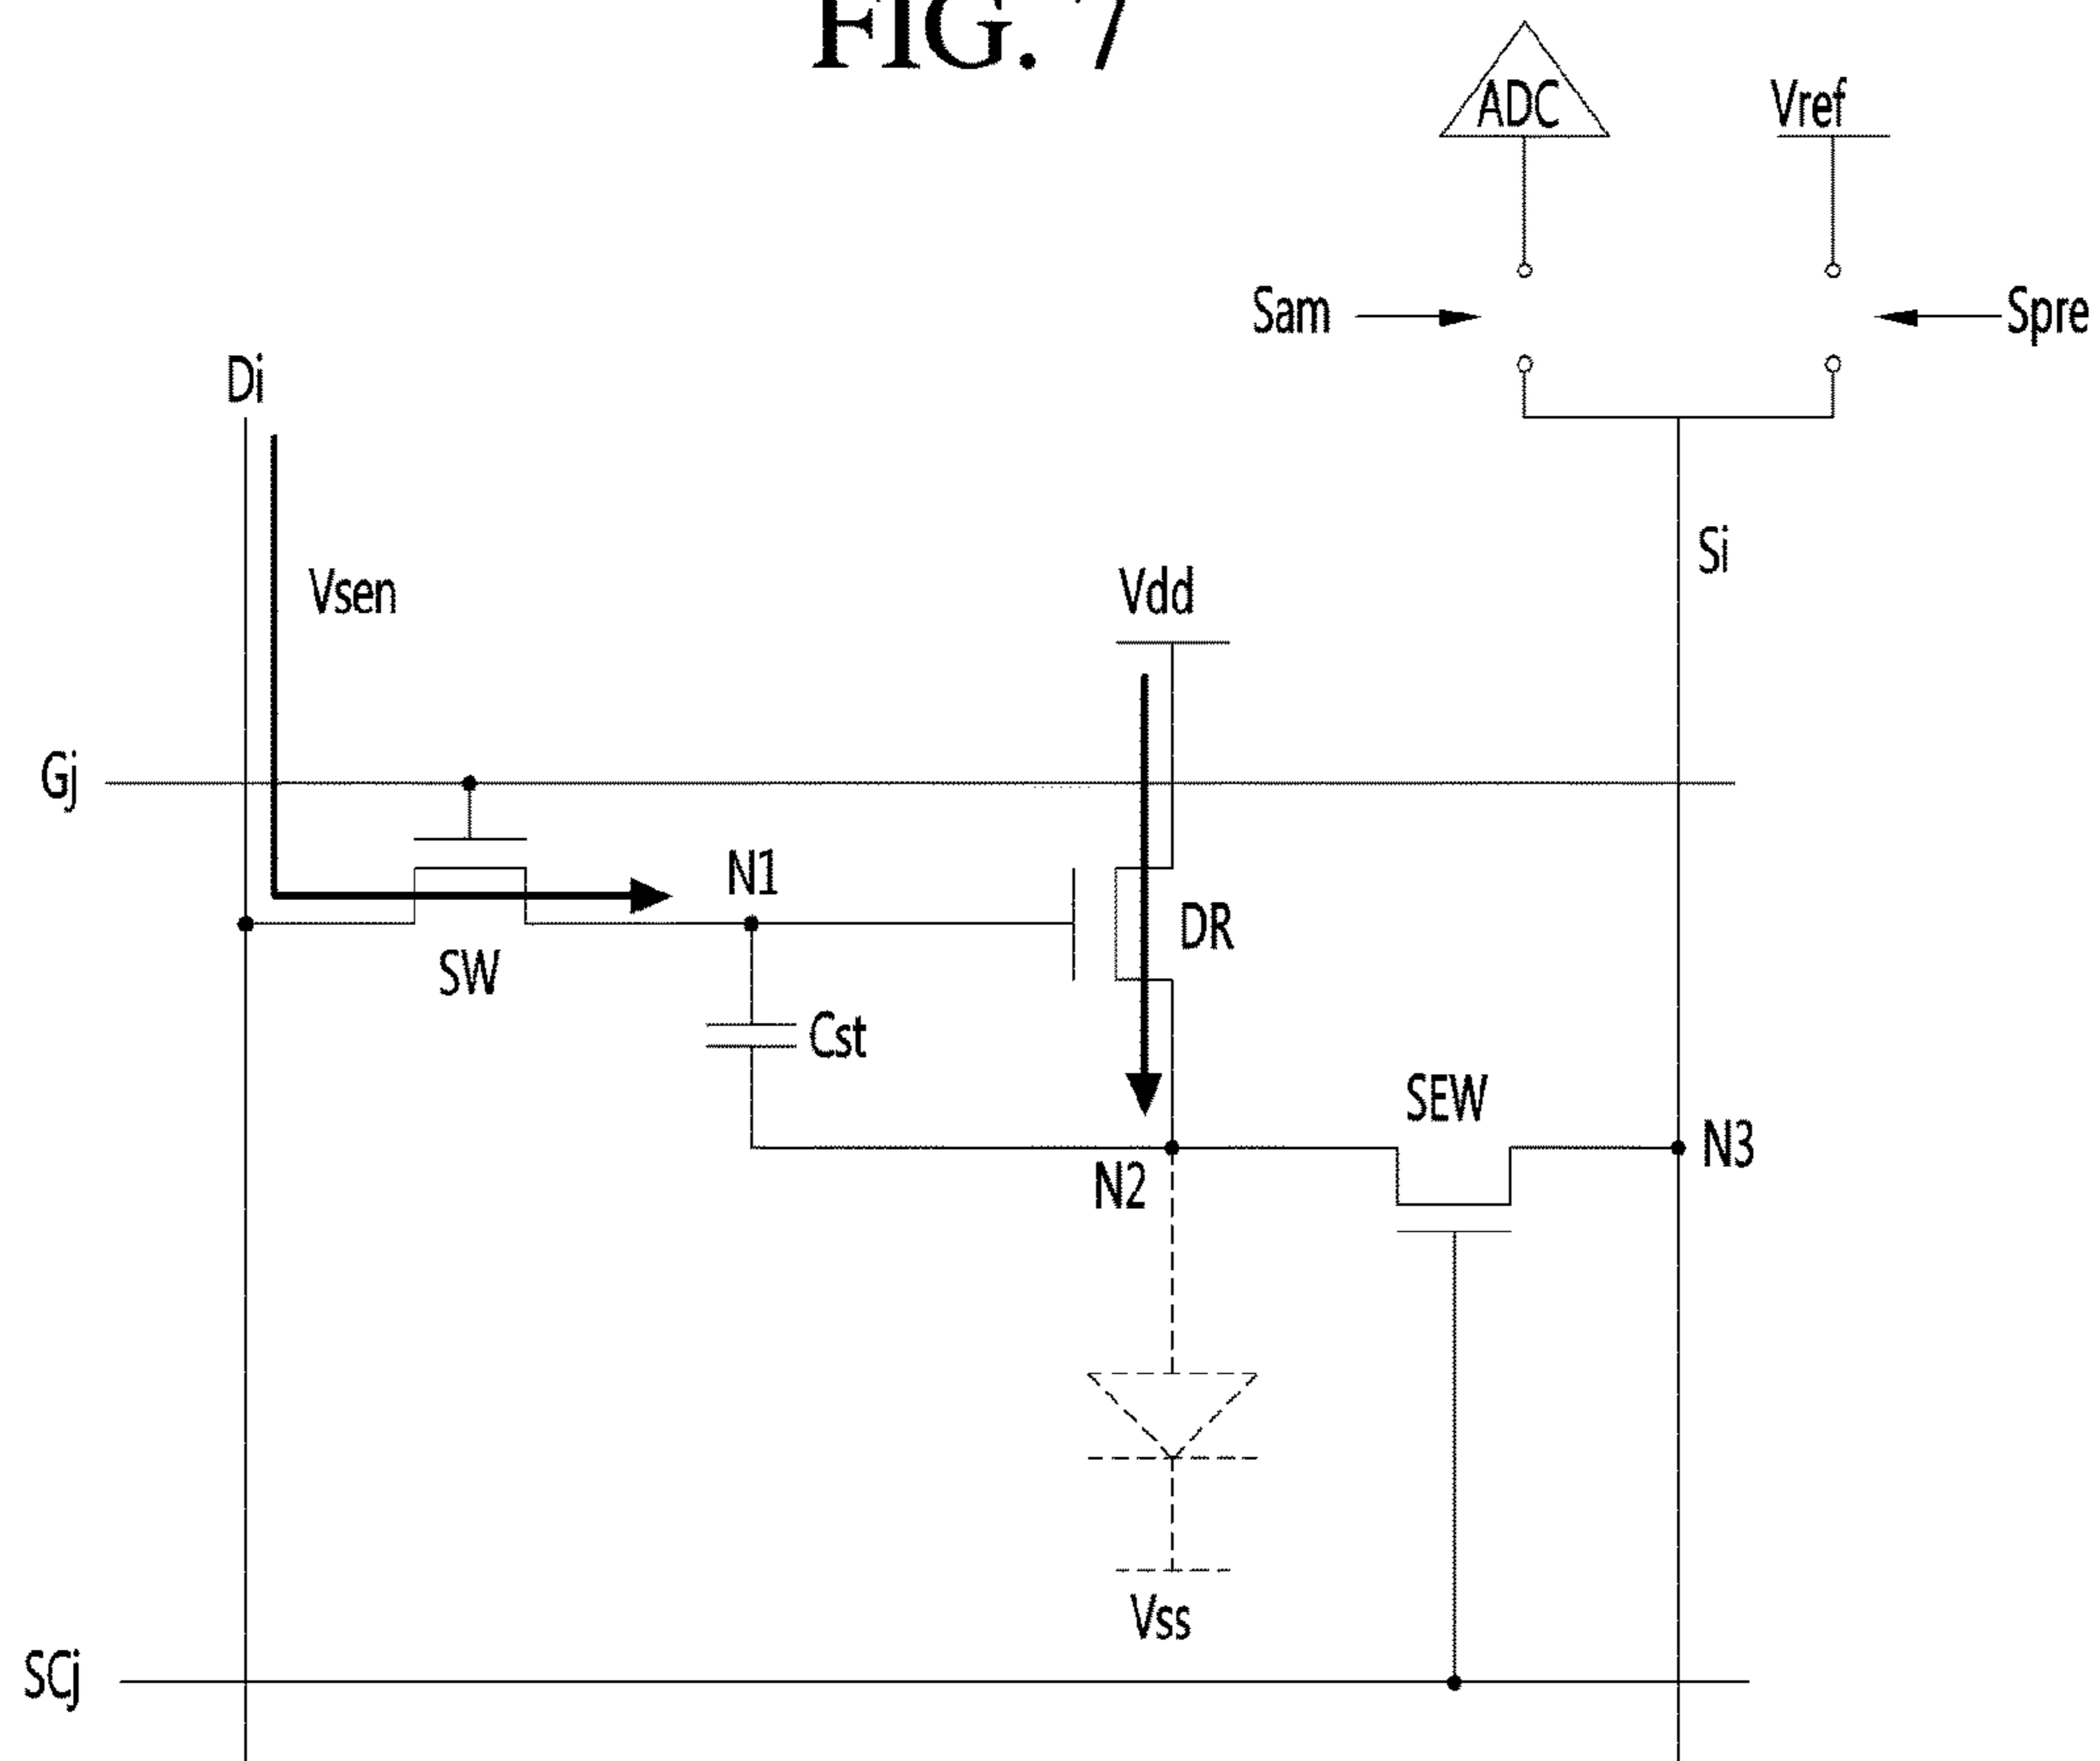 FIG. 7
ADC
Vref
Sam
Spre
Di
Si
Vsen
Vdd
Gj
N1
DR
SW
Cst
SEW
N3
N2
Vss
SCj